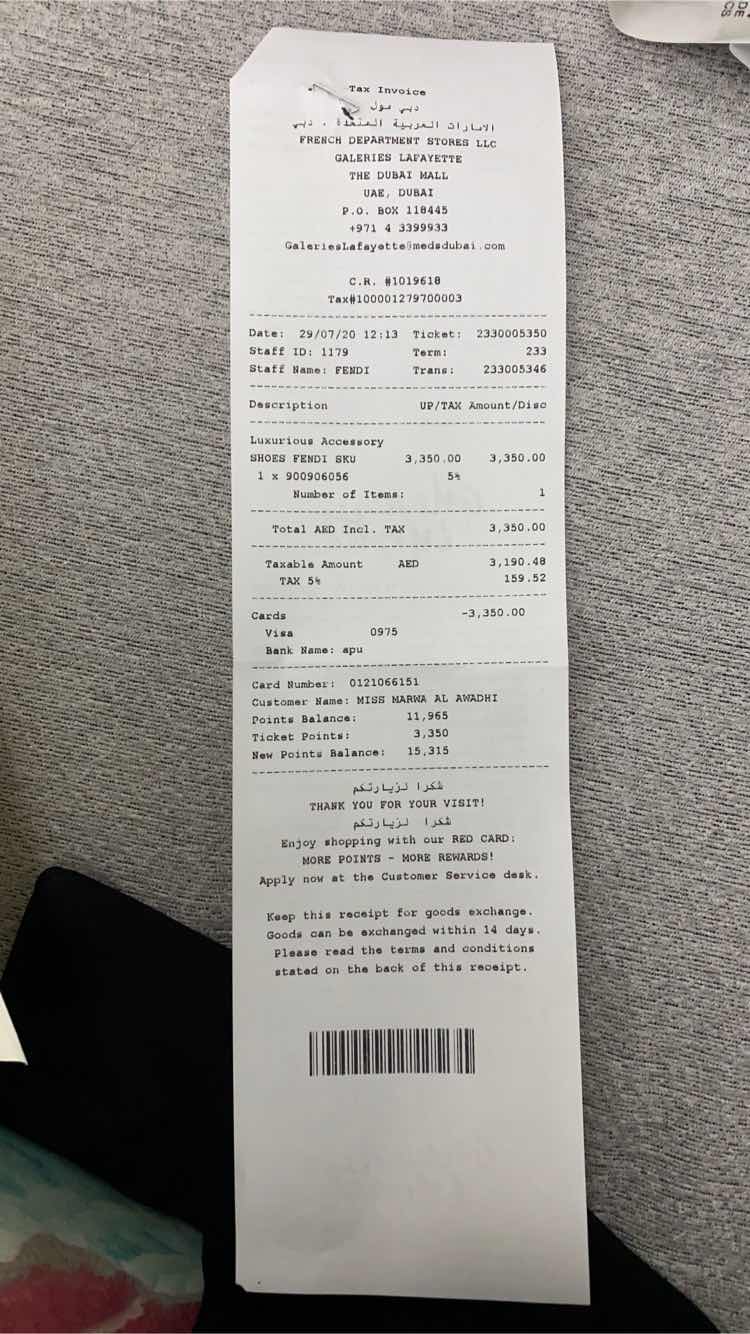 Tax Invoice
دبي مول
الامارات العربية المتحدة ، دبي
FRENCH DEPARTMENT STORES LLC
GALERIES LAFAYETTE
THE DUBAI MALL
UAE, DUBAI
P.O. BOX 118445
+971 4 3399933
GaleriesLafayette@medsdubai.com
C.R. #1019618
Tax#100001279700003
Date: 29/07/20 12:13 Ticket: 2330005350
Staff ID: 1179 Term: 233
Staff Name: FENDI Trans: 233005346
Description UP/TAX Amount/Disc
Luxurious Accessory
SHOES FENDI SKU 3,350.00 3,350.00
1 x 900906056 5%
Number of Items: 1
Total AED Incl. TAX 3,350.00
Taxable Amount AED 3,190.48
TAX 5% 159.52
Cards -3,350.00
Visa 0975
Bank Name: apu
Card Number: 0121066151
Customer Name: MISS MARWA AL AWADHI
Points Balance: 11,965
Ticket Points: 3,350
New Points Balance: 15,315
شكرا لزيارتكم
THANK YOU FOR YOUR VISIT!
شكرا لزيارتكم
Enjoy shopping with our RED CARD:
MORE POINTS - MORE REWARDS!
Apply now at the Customer Service desk.
Keep this receipt for goods exchange.
Goods can be exchanged within 14 days.
Please read the terms and conditions
stated on the back of this receipt.